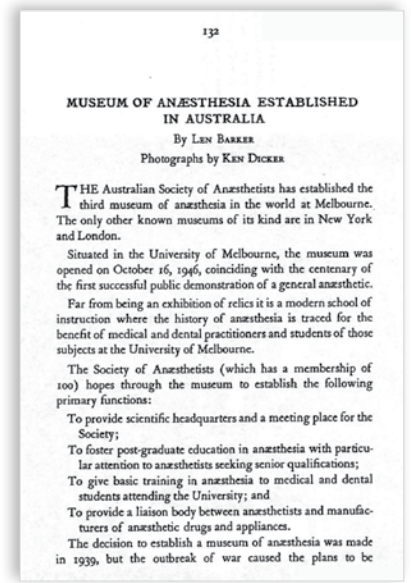 132
MUSEUM OF ANÆSTHESIA ESTABLISHED
IN AUSTRALIA
By LEN BARKER
Photographs by KEN DICKER
THE Australian Society of Anæsthetists has established the
third museum of anæsthesia in the world at Melbourne.
The only other known museums of its kind are in New York
and London.
Situated in the University of Melbourne, the museum was
opened on October 16, 1946, coinciding with the centenary of
the first successful public demonstration of a general anæsthetic.
Far from being an exhibition of relics it is a modern school of
instruction where the history of anæsthesia is traced for the
benefit of medical and dental practitioners and students of those
subjects at the University of Melbourne.
The Society of Anæsthetists (which has a membership of
100) hopes through the museum to establish the following
primary functions:
To provide scientific headquarters and a meeting place for the
Society;
To foster post-graduate education in anæsthesia with particu-
lar attention to anæsthetists seeking senior qualifications;
To give basic training in anæsthesia to medical and dental
students attending the University; and
To provide a liaison body between anæsthetists and manufac-
turers of anæsthetic drugs and appliances.
The decision to establish a museum of anæsthesia was made
in 1939, but the outbreak of war caused the plans to be